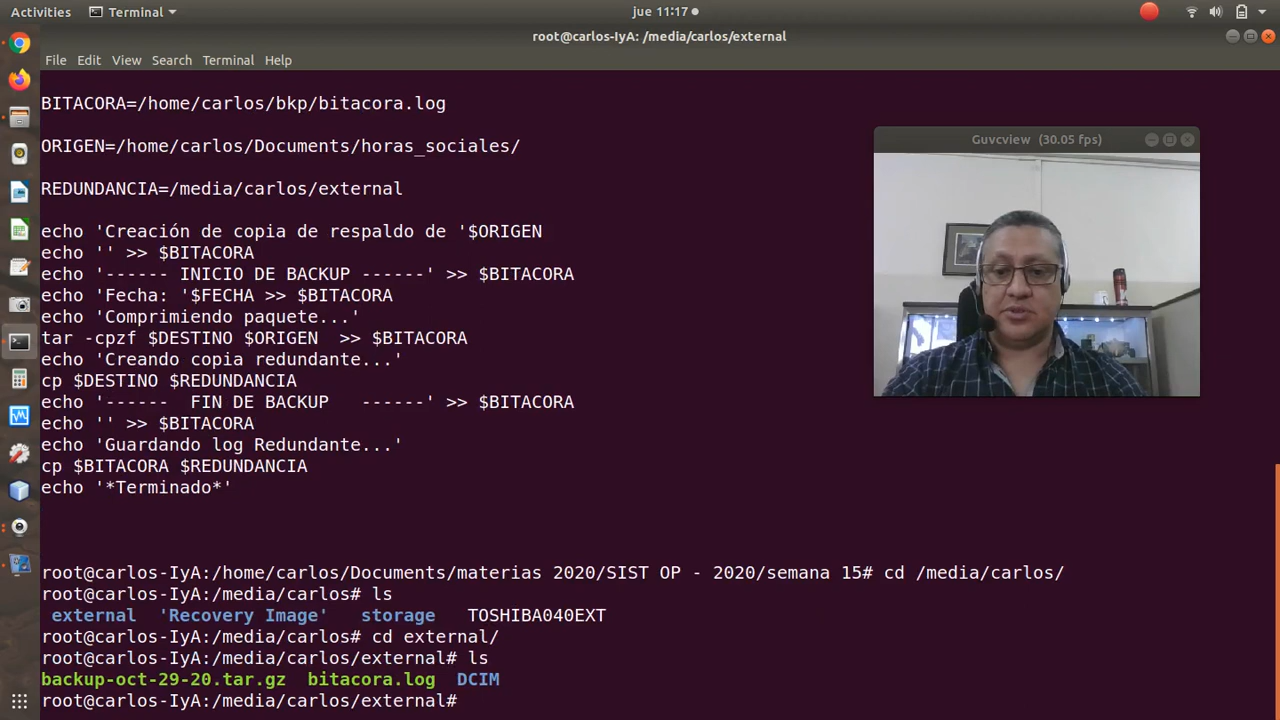 Activities Terminal jue 11:17
root@carlos-IyA: /media/carlos/external
File Edit View Search Terminal Help
BITACORA=/home/carlos/bkp/bitacora.log
ORIGEN=/home/carlos/Documents/horas_sociales/
REDUNDANCIA=/media/carlos/external
echo 'Creación de copia de respaldo de '$ORIGEN
echo '' >> $BITACORA
echo '------ INICIO DE BACKUP ------' >> $BITACORA
echo 'Fecha: '$FECHA >> $BITACORA
echo 'Comprimiendo paquete...'
tar -cpzf $DESTINO $ORIGEN  >> $BITACORA
echo 'Creando copia redundante...'
cp $DESTINO $REDUNDANCIA
echo '------  FIN DE BACKUP   ------' >> $BITACORA
echo '' >> $BITACORA
echo 'Guardando log Redundante...'
cp $BITACORA $REDUNDANCIA
echo '*Terminado*'
root@carlos-IyA:/home/carlos/Documents/materias 2020/SIST OP - 2020/semana 15# cd /media/carlos/
root@carlos-IyA:/media/carlos# ls
external 'Recovery Image' storage TOSHIBA040EXT
root@carlos-IyA:/media/carlos# cd external/
root@carlos-IyA:/media/carlos/external# ls
backup-oct-29-20.tar.gz bitacora.log DCIM
root@carlos-IyA:/media/carlos/external#
Guvcview (30.05 fps)